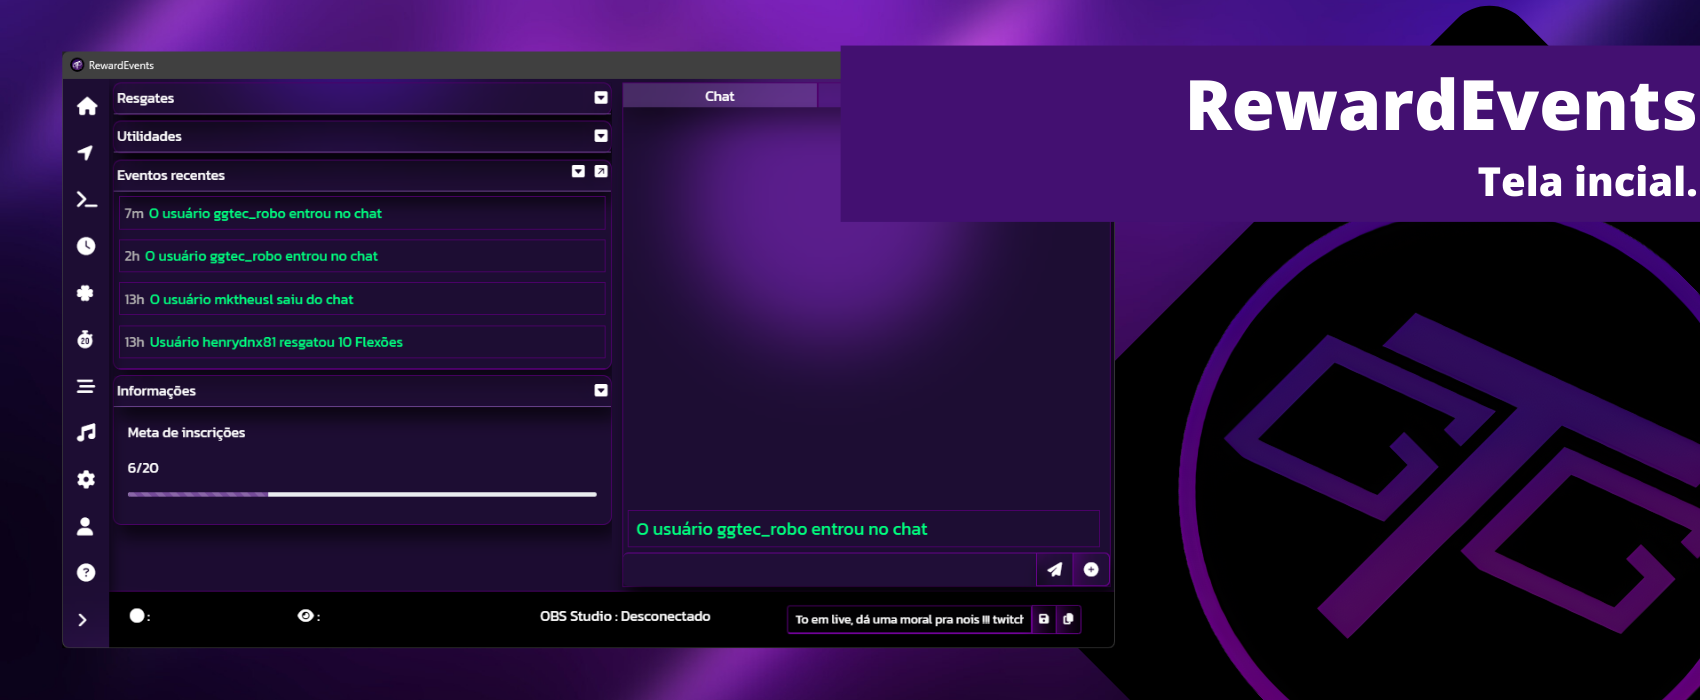 RewardEvents
Tela incial.
RewardEvents
Resgates
Utilidades
Eventos recentes
7m O usuário ggtec_robo entrou no chat
2h O usuário ggtec_robo entrou no chat
13h O usuário mktheusl saiu do chat
13h Usuário henrydnx81 resgatou 10 Flexões
Informações
Meta de inscrições
6/20
Chat
O usuário ggtec_robo entrou no chat
20
:
:
OBS Studio : Desconectado
To em live, dá uma moral pra nois !!! twitch